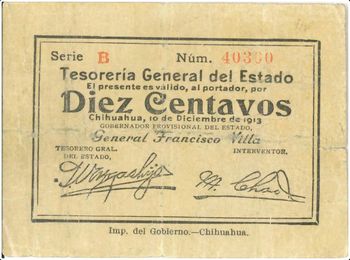 Serie B Núm. 40390
Tesorería General del Estado
El presente es válido, al portador, por
Diez Centavos
Chihuahua, 10 de Diciembre de 1913
GOBERNADOR PROVISIONAL DEL ESTADO,
General Francisco Villa
TESORERO GRAL. INTERVENTOR.
DEL ESTADO,
Imp. del Gobierno.—Chihuahua.